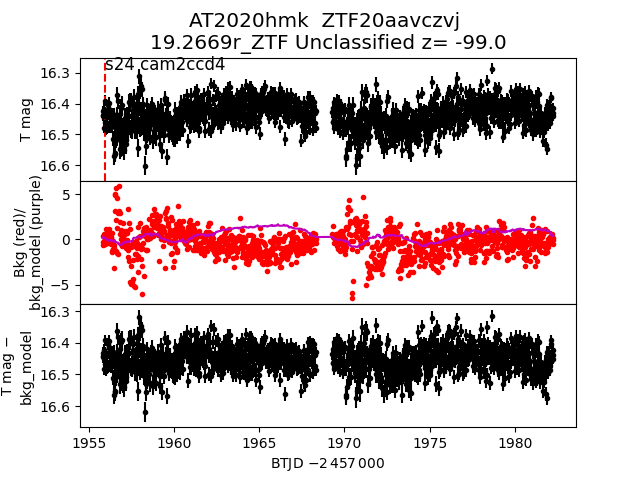 AT2020hmk  ZTF20aavczvj
19.2669r_ZTF Unclassified z= -99.0
s24 cam2ccd4
T mag
16.3
16.4
16.5
16.6
Bkg (red)/
bkg_model (purple)
5
0
−5
T mag −
bkg_model
16.3
16.4
16.5
16.6
1955
1960
1965
1970
1975
1980
BTJD −2 457 000